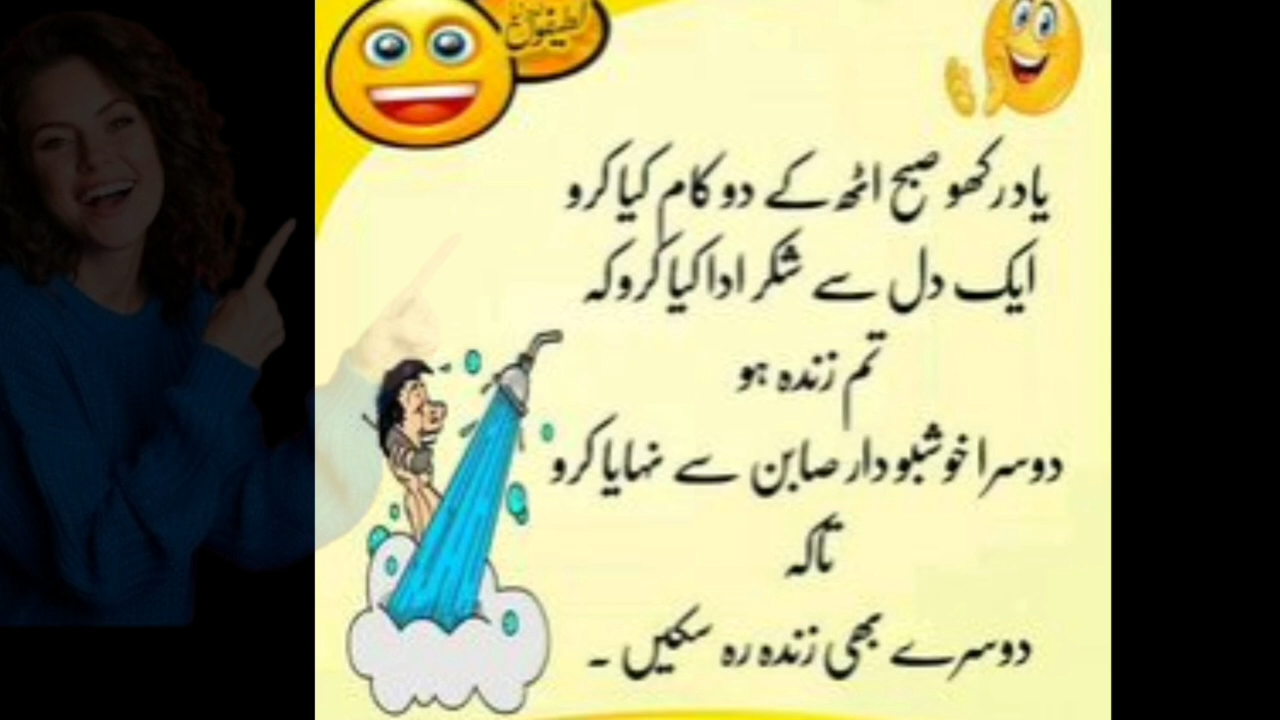 لطیفوں
یاد رکھو صبح اٹھ کے دو کام کیا کرو
ایک دل سے شکر ادا کیا کرو کہ
تم زندہ ہو
دوسرا خوشبودار صابن سے نہایا کرو
تاکہ
دوسرے بھی زندہ رہ سکیں ۔